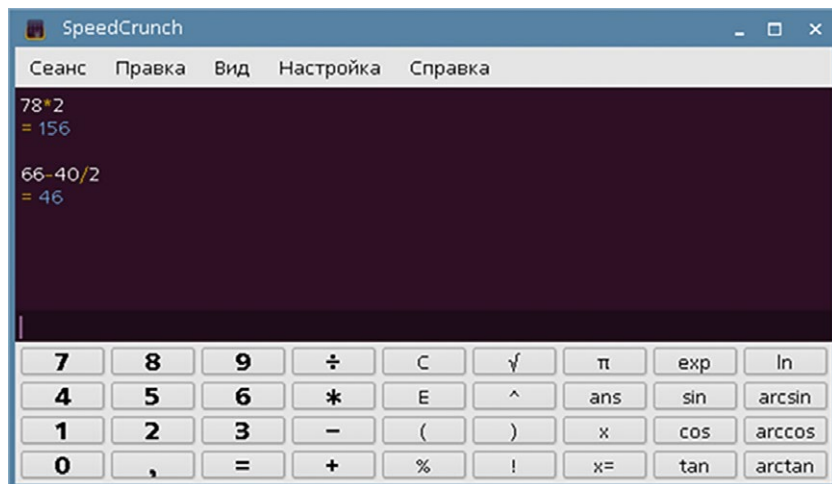 SpeedCrunch
Сеанс Правка Вид Настройка Справка
78*2
= 156
66-40/2
= 46
7 8 9 ÷ C √ π exp ln
4 5 6 * E ^ ans sin arcsin
1 2 3 − ( ) x cos arccos
0 , = + % ! x= tan arctan